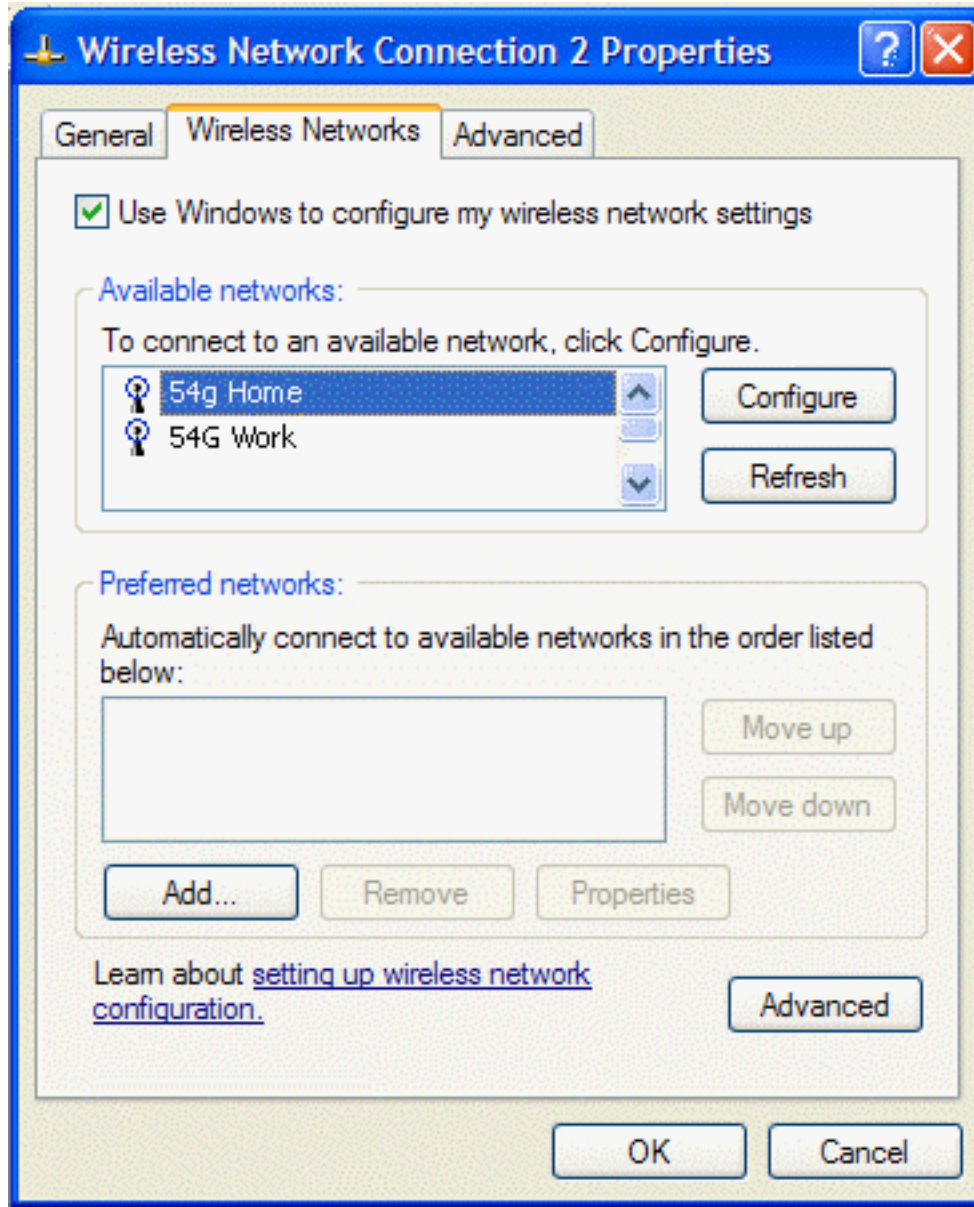 Wireless Network Connection 2 Properties
General Wireless Networks Advanced
Use Windows to configure my wireless network settings
Available networks:
To connect to an available network, click Configure.
54g Home
54G Work
Configure
Refresh
Preferred networks:
Automatically connect to available networks in the order listed
below:
Move up
Move down
Add... Remove Properties
Learn about setting up wireless network
configuration.
Advanced
OK Cancel